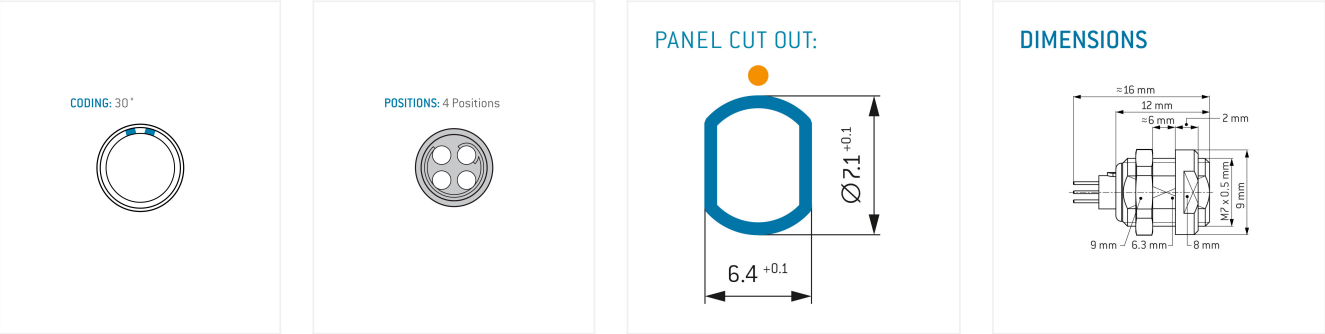 CODING: 30°
POSITIONS: 4 Positions
PANEL CUT OUT:
Ø7.1 +0.1
6.4 +0.1
DIMENSIONS
≈16 mm
12 mm
≈6 mm
2 mm
M7 x 0.5 mm
9 mm
9 mm
6.3 mm
8 mm